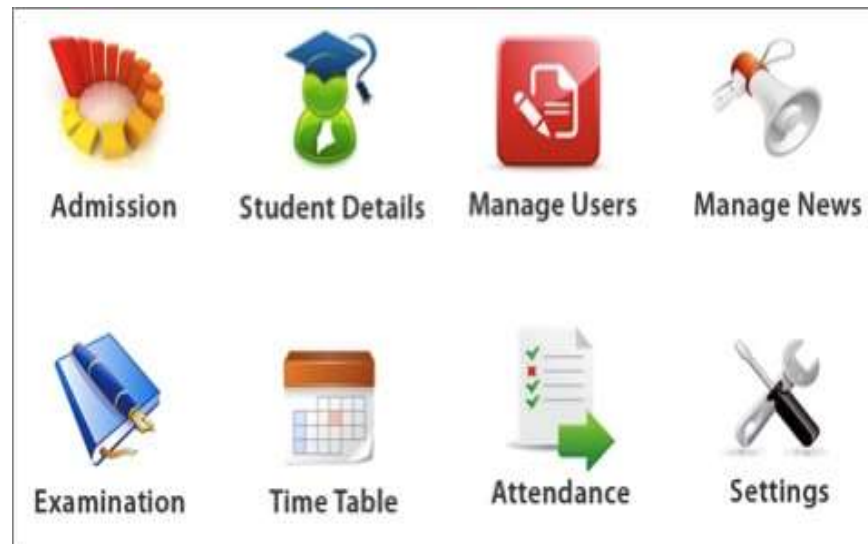 Admission
Student Details
Manage Users
Manage News
Examination
Time Table
Attendance
Settings